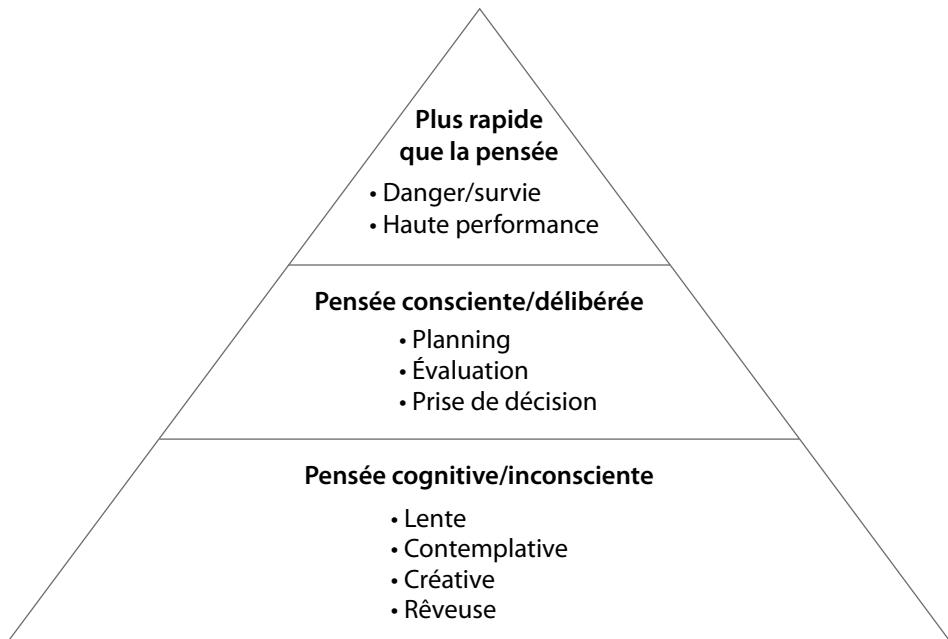 Plus rapide
que la pensée
• Danger/survie
• Haute performance
Pensée consciente/délibérée
• Planning
• Évaluation
• Prise de décision
Pensée cognitive/inconsciente
• Lente
• Contemplative
• Créative
• Rêveuse